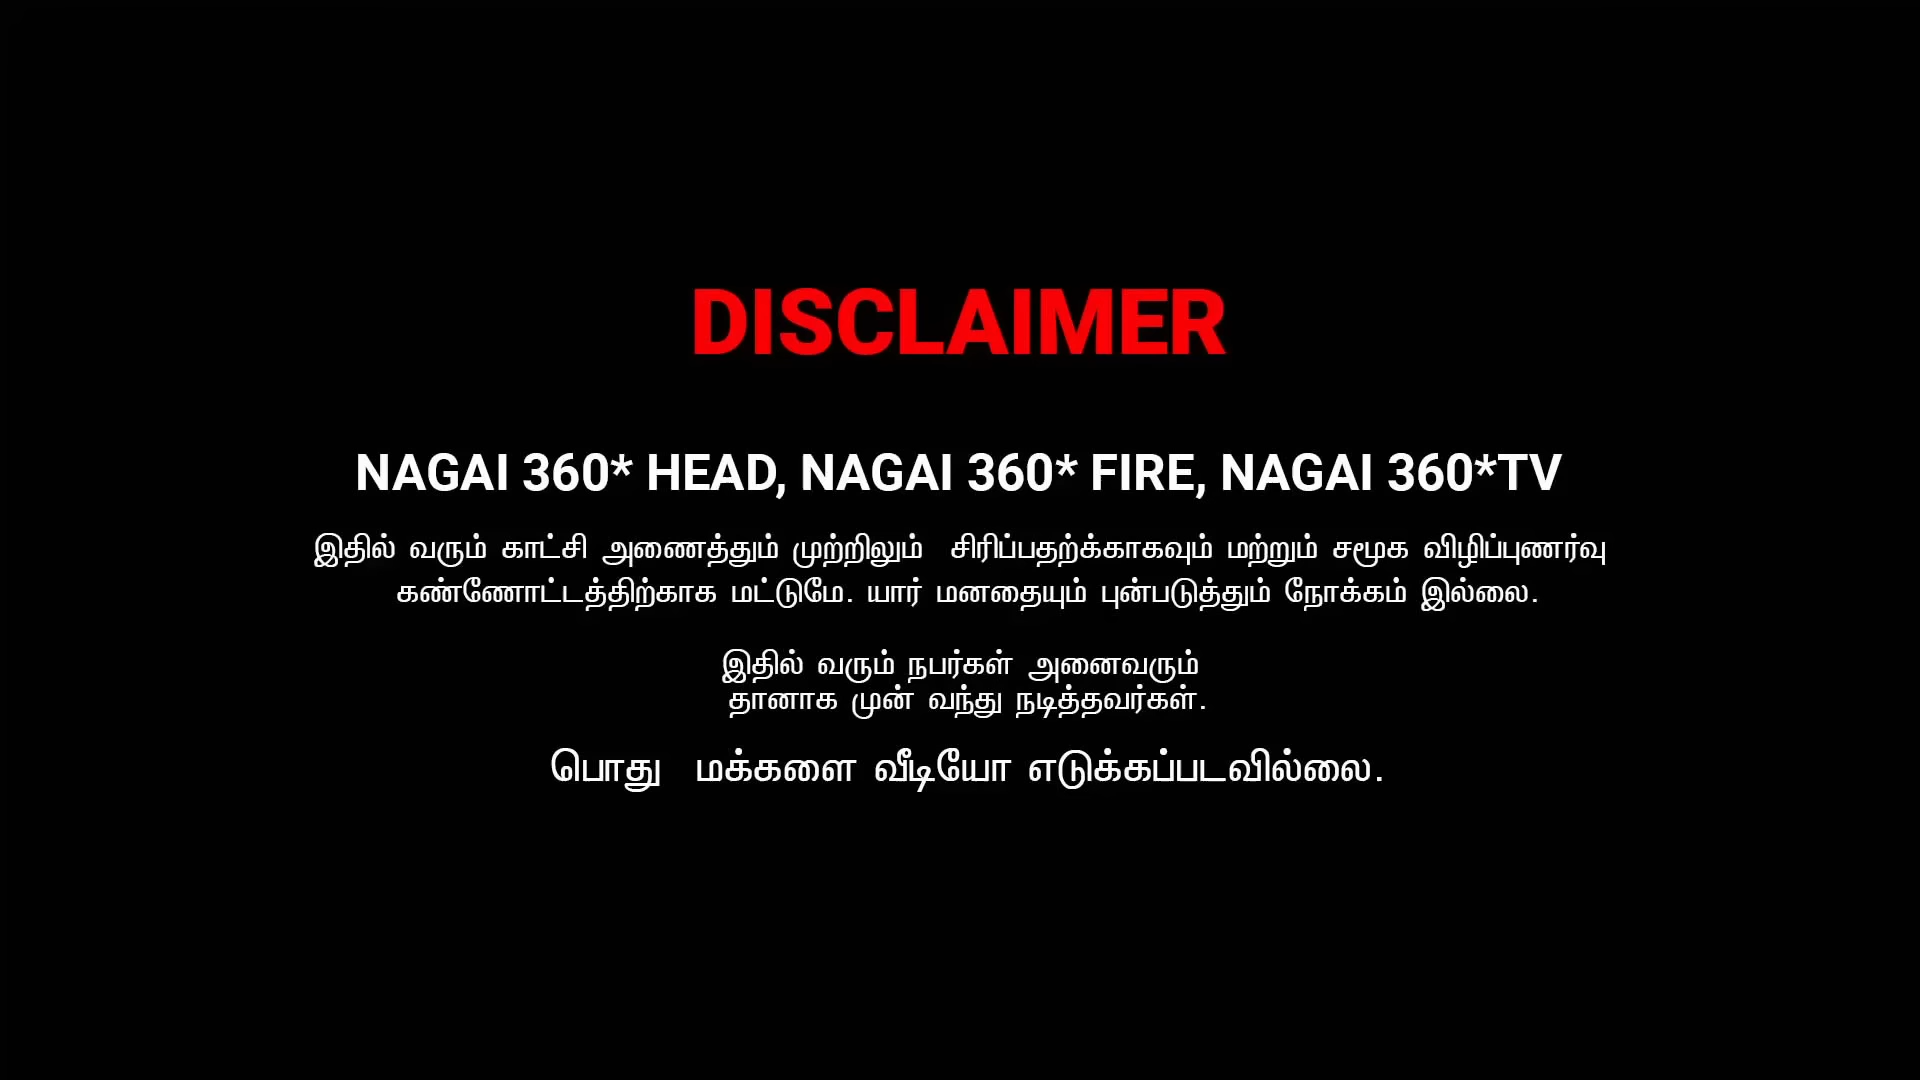 DISCLAIMER
NAGAI 360* HEAD, NAGAI 360* FIRE, NAGAI 360*TV
இதில் வரும் காட்சி அணைத்தும் முற்றிலும் சிரிப்பதற்க்காகவும் மற்றும் சமூக விழிப்புணர்வு
கண்ணோட்டத்திற்காக மட்டுமே. யார் மனதையும் புன்படுத்தும் நோக்கம் இல்லை.
இதில் வரும் நபர்கள் அனைவரும்
தானாக முன் வந்து நடித்தவர்கள்.
பொது மக்களை வீடியோ எடுக்கப்படவில்லை.